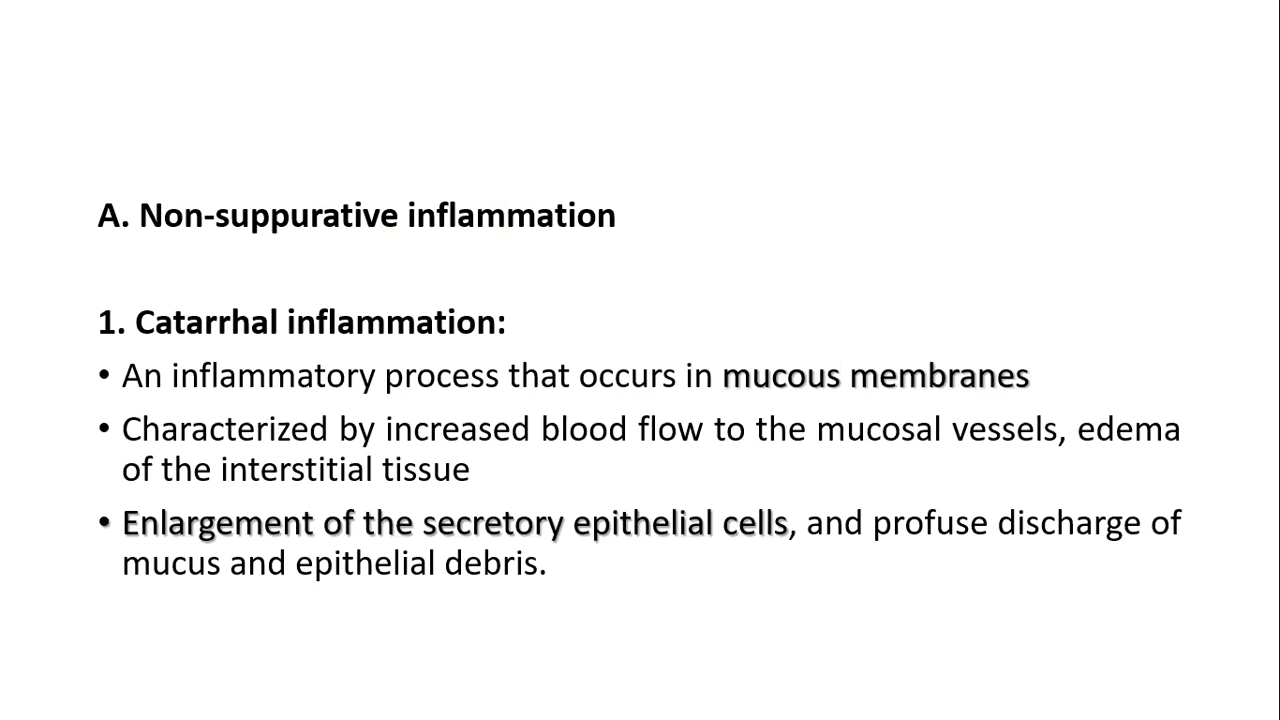 A. Non-suppurative inflammation
1. Catarrhal inflammation:
• An inflammatory process that occurs in mucous membranes
• Characterized by increased blood flow to the mucosal vessels, edema
of the interstitial tissue
• Enlargement of the secretory epithelial cells, and profuse discharge of
mucus and epithelial debris.